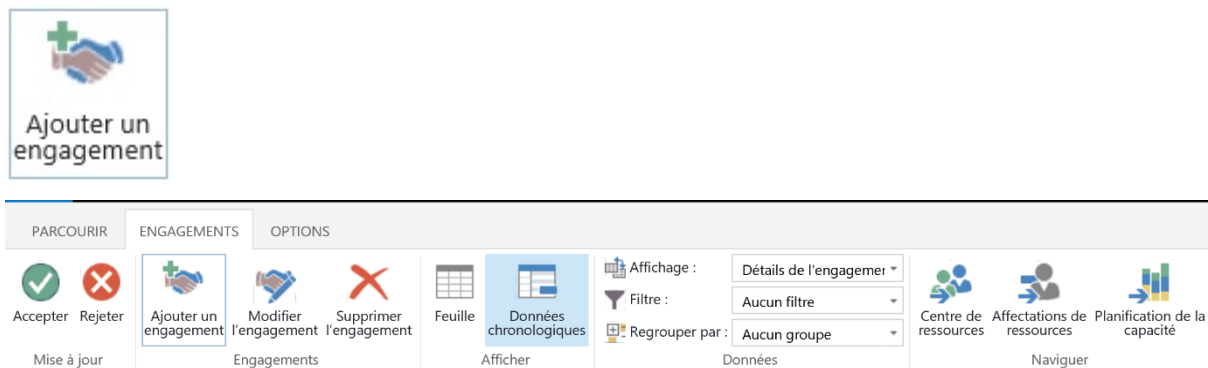 Ajouter un
engagement
PARCOURIR ENGAGEMENTS OPTIONS
Accepter Rejeter
Mise à jour
Ajouter un
engagement
Modifier
l'engagement
Supprimer
l'engagement
Engagements
Feuille
Données
chronologiques
Afficher
Affichage : Détails de l'engagemer
Filtre : Aucun filtre
Regrouper par : Aucun groupe
Données
Centre de
ressources
Affectations de
ressources
Planification de la
capacité
Naviguer